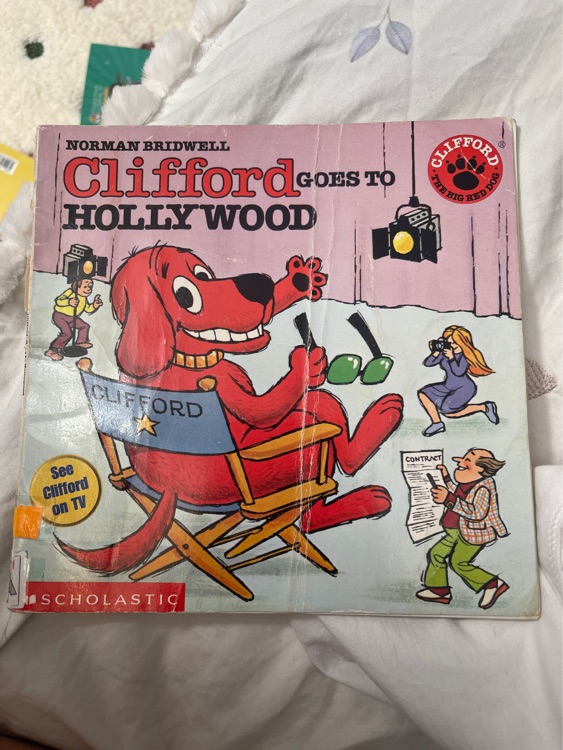 NORMAN BRIDWELL
Clifford GOES TO
HOLLYWOOD
CLIFFORD
THE BIG RED DOG
®
CLIFFORD
CONTRACT
See
Clifford
on TV
SCHOLASTIC